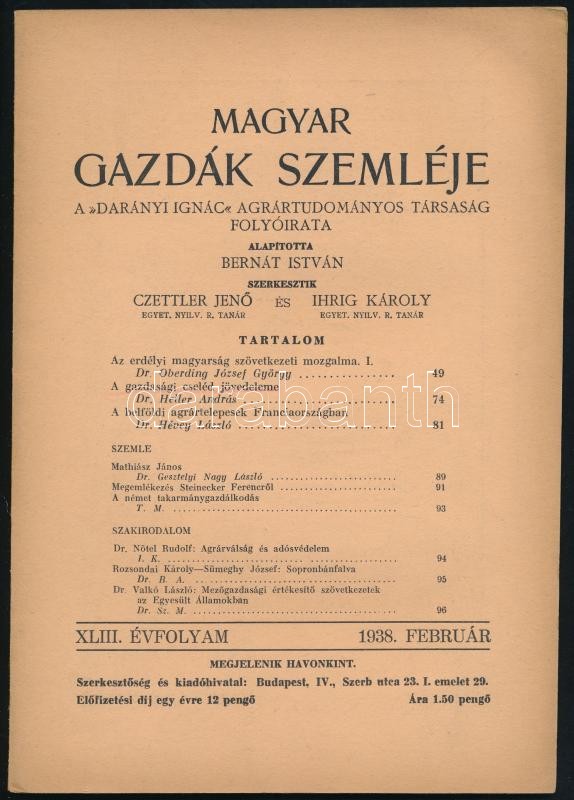 MAGYAR
GAZDÁK SZEMLÉJE
A »DARÁNYI IGNÁC« AGRÁRTUDOMÁNYOS TÁRSASÁG
FOLYÓIRATA
ALAPÍTOTTA
BERNÁT ISTVÁN
SZERKESZTIK
CZETTLER JENŐ ÉS IHRIG KÁROLY
EGYET. NYILV. R. TANÁR EGYET. NYILV. R. TANÁR
TARTALOM
Az erdélyi magyarság szövetkezeti mozgalma. I.
Dr. Oberding József György 49
A gazdasági cseléd jövedelme
Dr. Heller András 74
A belföldi agrártelepesek Franciaországban
Dr. Hévey László 81
darabanth
SZEMLE
Mathiász János
Dr. Gesztelyi Nagy László 89
Megemlékezés Steinecker Ferencről 91
A német takarmánygazdálkodás
T. M. 93
SZAKIRODALOM
Dr. Nötel Rudolf: Agrárválság és adósvédelem
I. K. 94
Rozsondai Károly—Sümeghy József: Sopronbánfalva
Dr. B. A. 95
Dr. Valkó László: Mezőgazdasági értékesítő szövetkezetek
az Egyesült Államokban
Dr. Sz. M. 96
XLIII. ÉVFOLYAM 1938. FEBRUÁR
MEGJELENIK HAVONKINT.
Szerkesztőség és kiadóhivatal: Budapest, IV., Szerb utca 23. I. emelet 29.
Előfizetési díj egy évre 12 pengő Ára 1.50 pengő